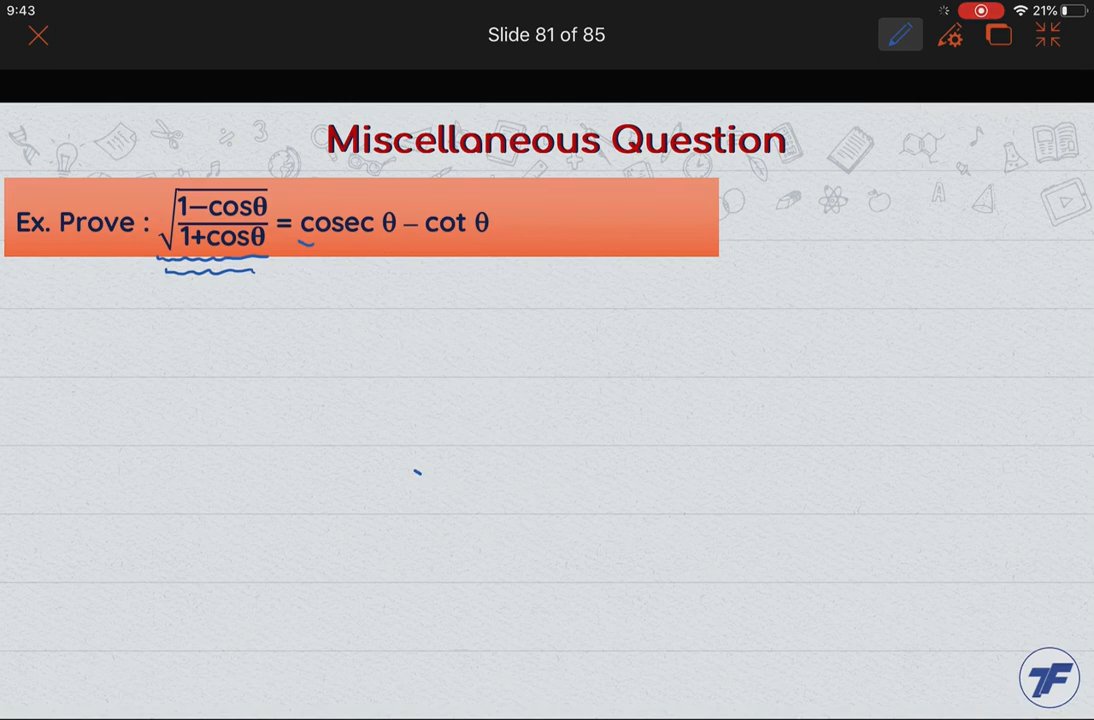 9:43
21%
Slide 81 of 85
Miscellaneous Question
Ex. Prove : √(1–cosθ / 1+cosθ) = cosec θ – cot θ
TF